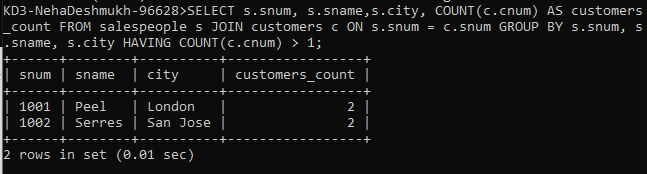 KD3-NehaDeshmukh-96628>SELECT s.snum, s.sname,s.city, COUNT(c.cnum) AS customers
_count FROM salespeople s JOIN customers c ON s.snum = c.snum GROUP BY s.snum, s
.sname, s.city HAVING COUNT(c.cnum) > 1;
+------+--------+----------+-----------------+
| snum | sname  | city     | customers_count |
+------+--------+----------+-----------------+
| 1001 | Peel   | London   |               2 |
| 1002 | Serres | San Jose |               2 |
+------+--------+----------+-----------------+
2 rows in set (0.01 sec)